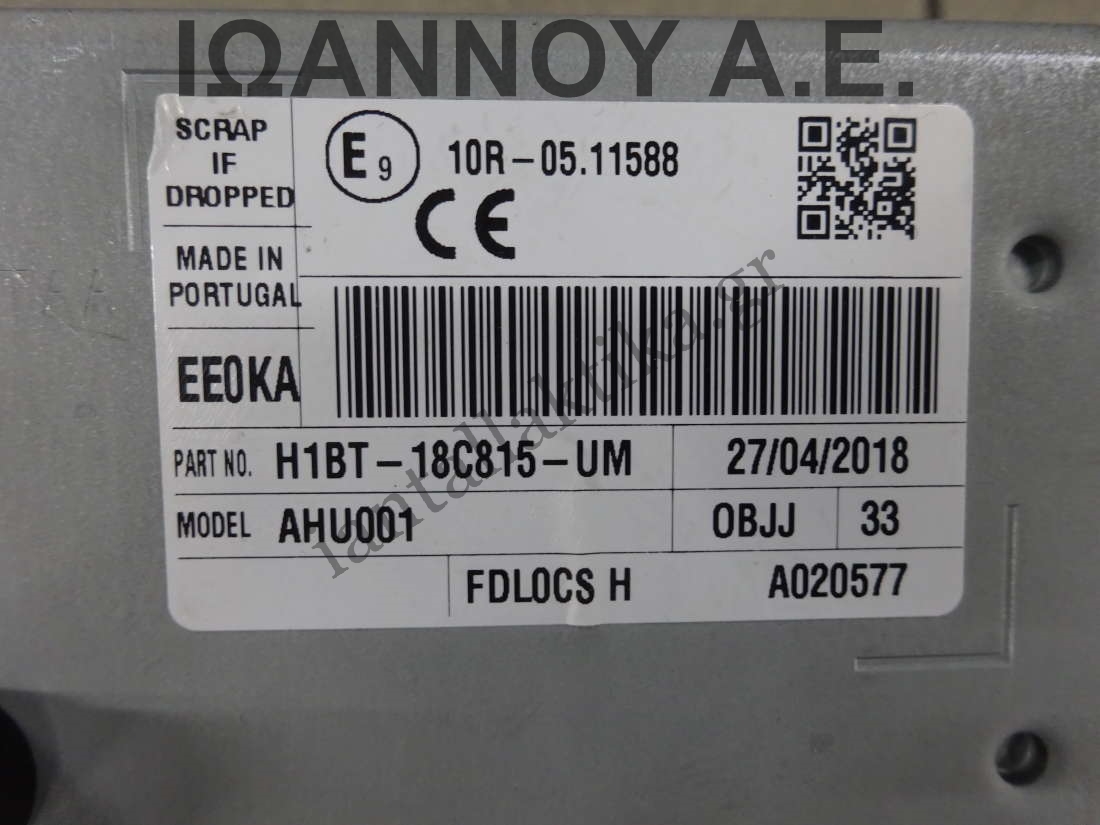 ΙΩΑΝΝΟΥ Α.Ε.
SCRAP
IF
DROPPED
E9
10R-05.11588
CE
MADE IN
PORTUGAL
EE0KA
PART NO. H1BT-18C815-UM
27/04/2018
MODEL AHU001
OBJJ
33
FDLOCS H
A020577
iantallaktika.gr